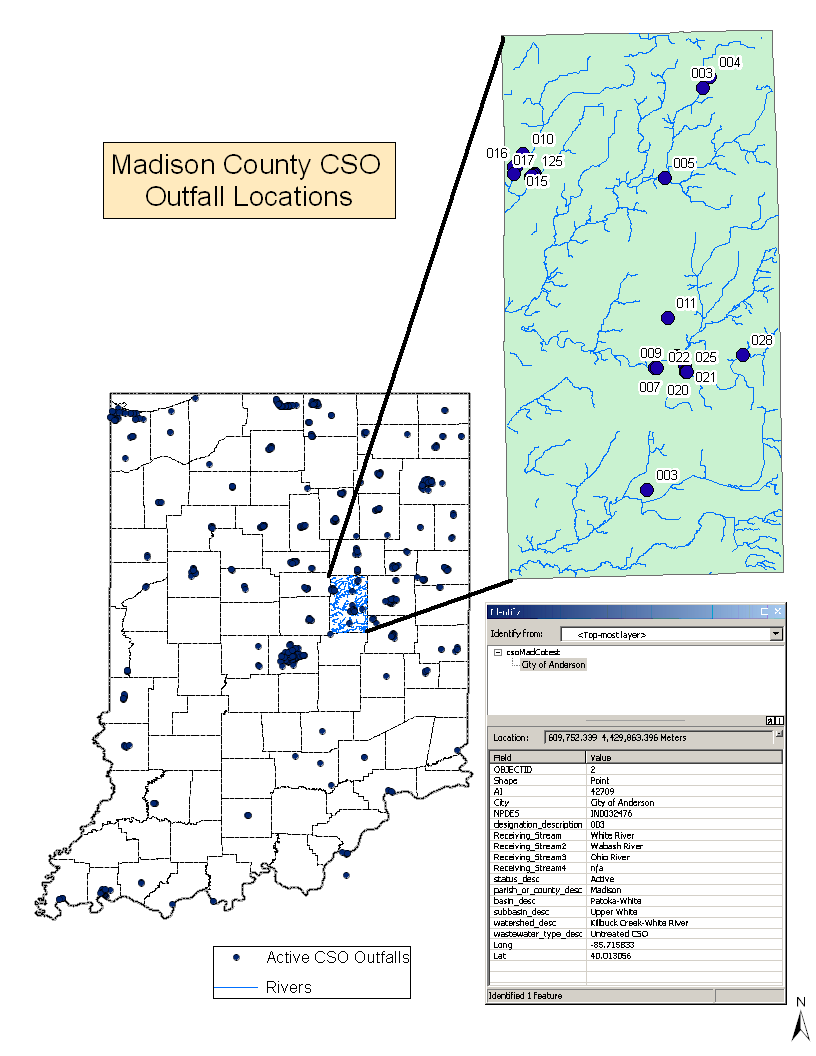 Madison County CSO
Outfall Locations
004
003
010
016
017
125
015
005
011
028
009
022
025
007
020
021
003
Identify
Identify from: <Top-most layer>
csoMadCotest
City of Anderson
Location: 609,752.399 4,429,863.396 Meters
Field Value
OBJECTID 2
Shape Point
AI 42709
City City of Anderson
NPDES IN0032476
designation_description 003
Receiving_Stream White River
Receiving_Stream2 Wabash River
Receiving_Stream3 Ohio River
Receiving_Stream4 n/a
status_desc Active
parish_or_county_desc Madison
basin_desc Patoka-White
subbasin_desc Upper White
watershed_desc Killbuck Creek-White River
wastewater_type_desc Untreated CSO
Long -85.715833
Lat 40.013056
Identified 1 feature
Active CSO Outfalls
Rivers
N